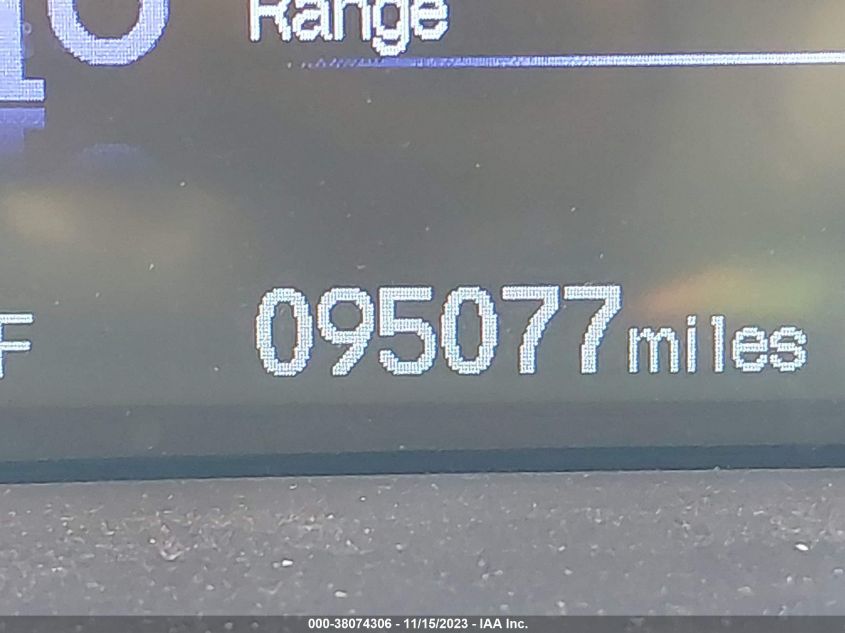 Range
F
095077 miles
000-38074306 - 11/15/2023 - IAA Inc.